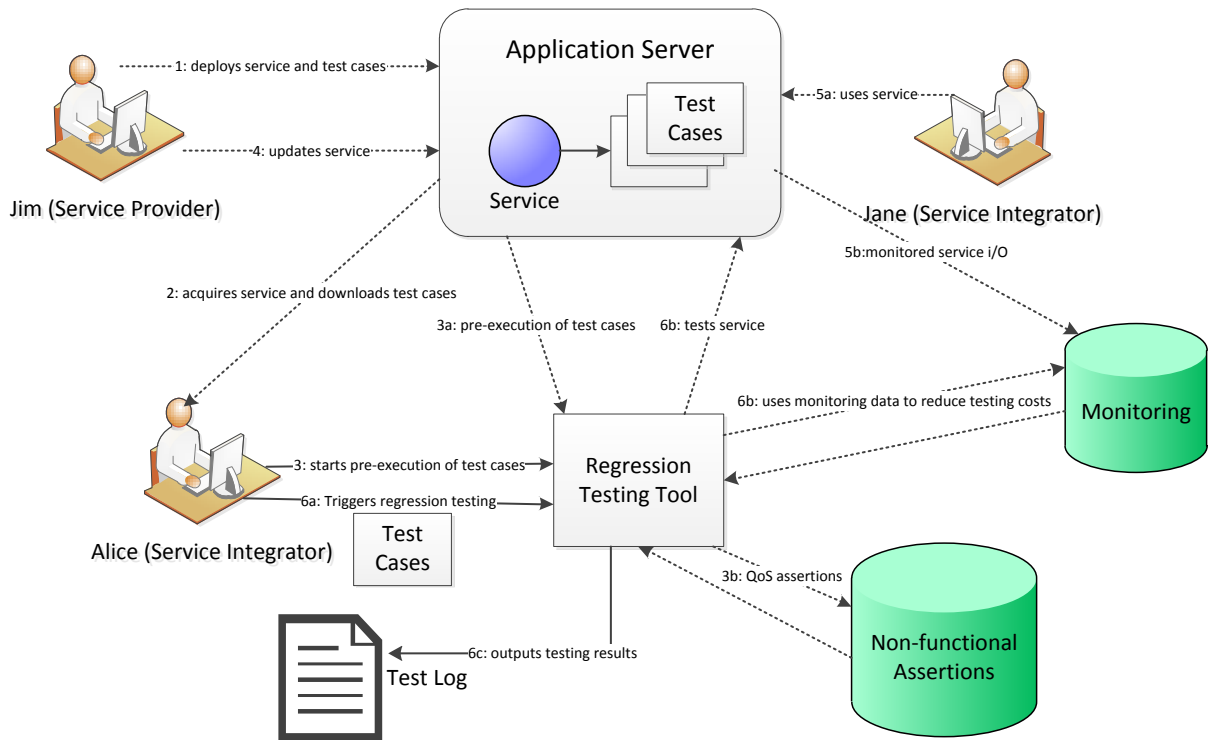 Application Server
1: deploys service and test cases
Test
Cases
5a: uses service
4: updates service
Service
Jim (Service Provider)
Jane (Service Integrator)
5b:monitored service i/O
2: acquires service and downloads test cases
3a: pre-execution of test cases
6b: tests service
6b: uses monitoring data to reduce testing costs
Monitoring
3: starts pre-execution of test cases
Regression
Testing Tool
6a: Triggers regression testing
Alice (Service Integrator)
Test
Cases
3b: QoS assertions
Non-functional
Assertions
6c: outputs testing results
Test Log